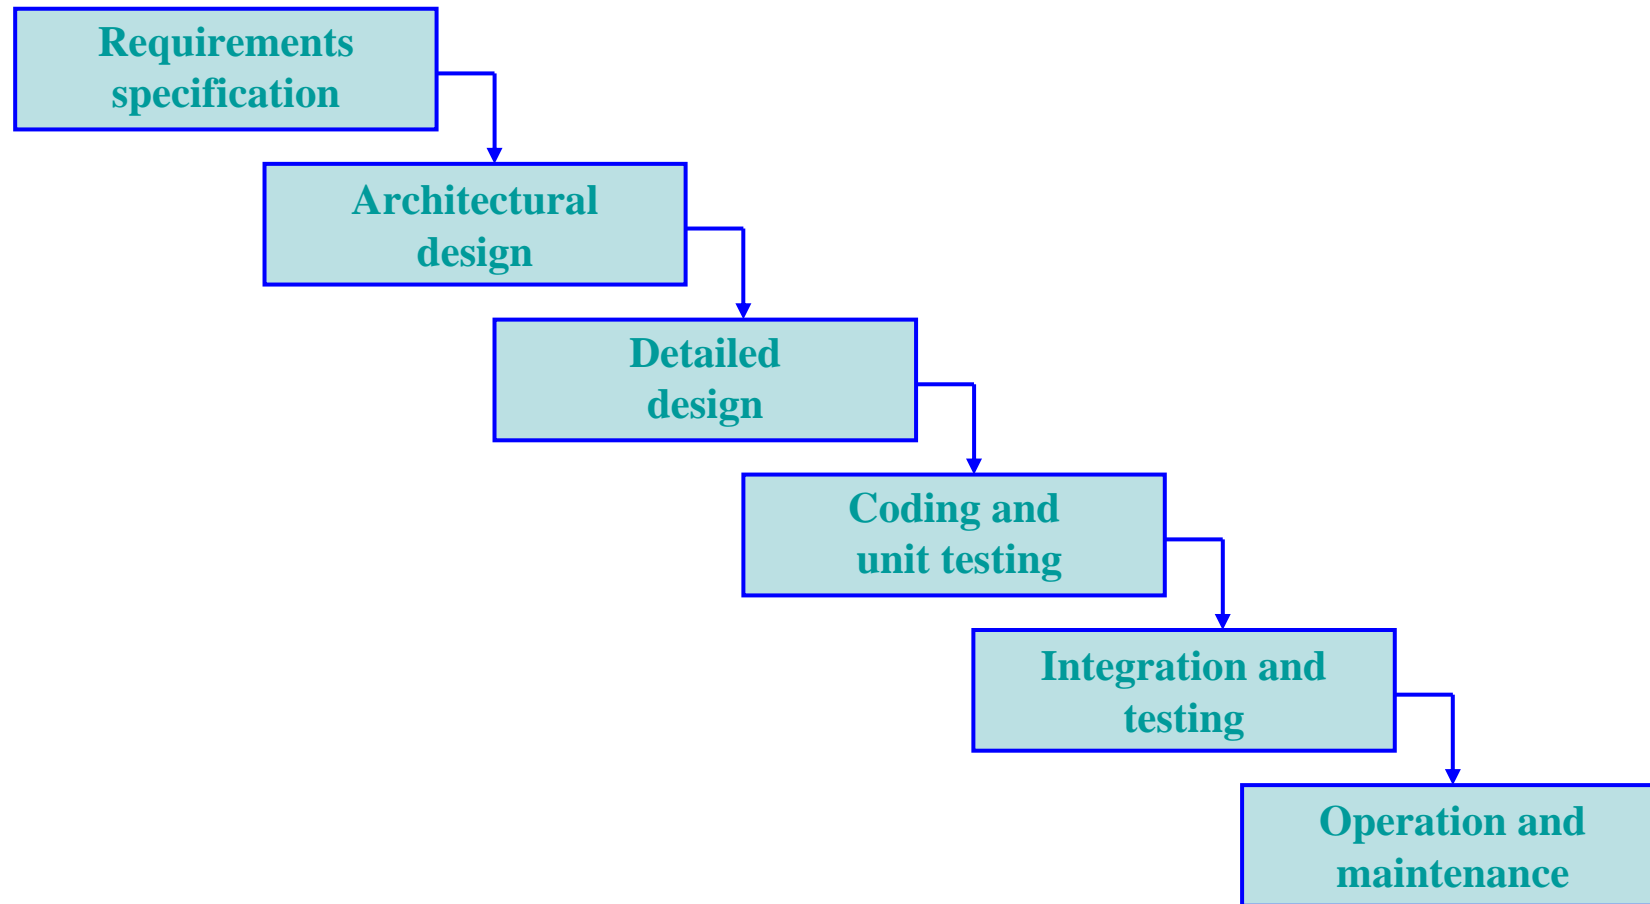 Requirements
specification
Architectural
design
Detailed
design
Coding and
unit testing
Integration and
testing
Operation and
maintenance